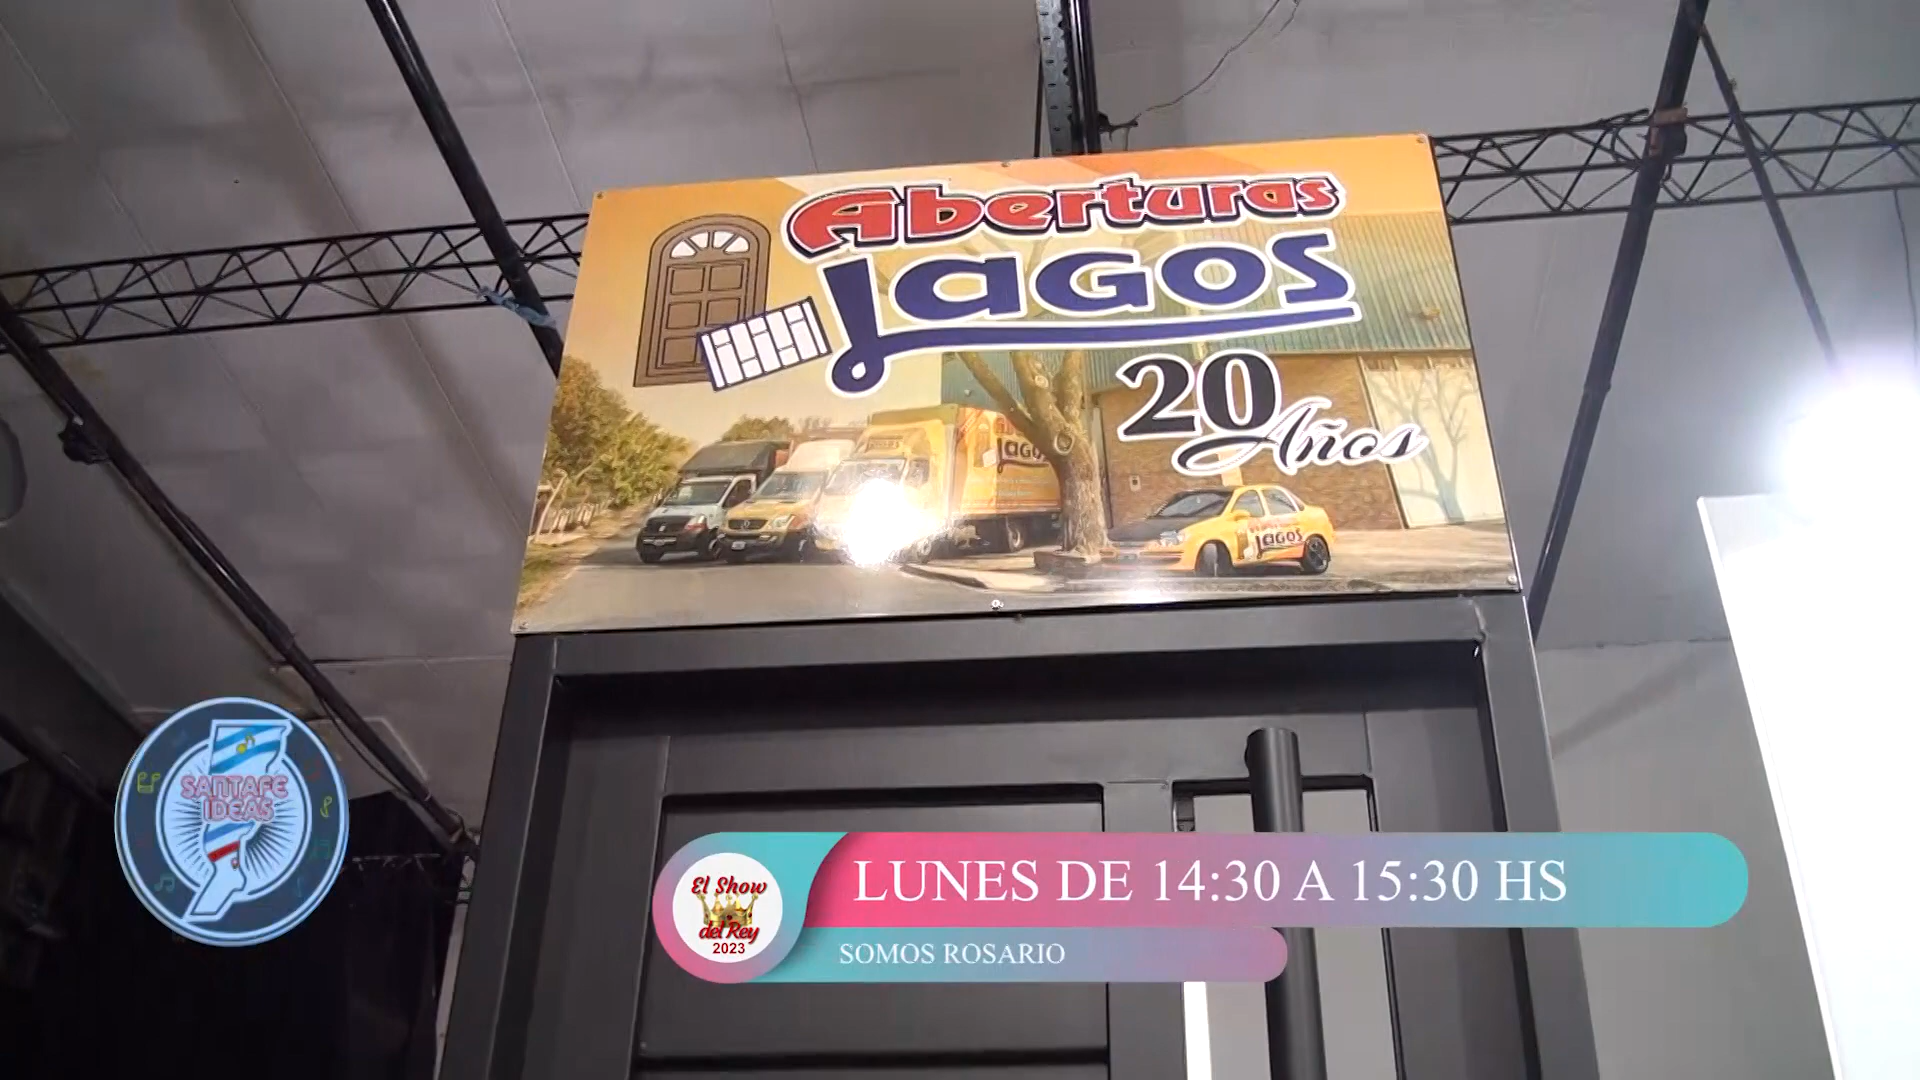 Aberturas
Lagos
20
Años
Lagos
Lagos
SANTAFE
IDEAS
El Show
del Rey
2023
LUNES DE 14:30 A 15:30 HS
SOMOS ROSARIO